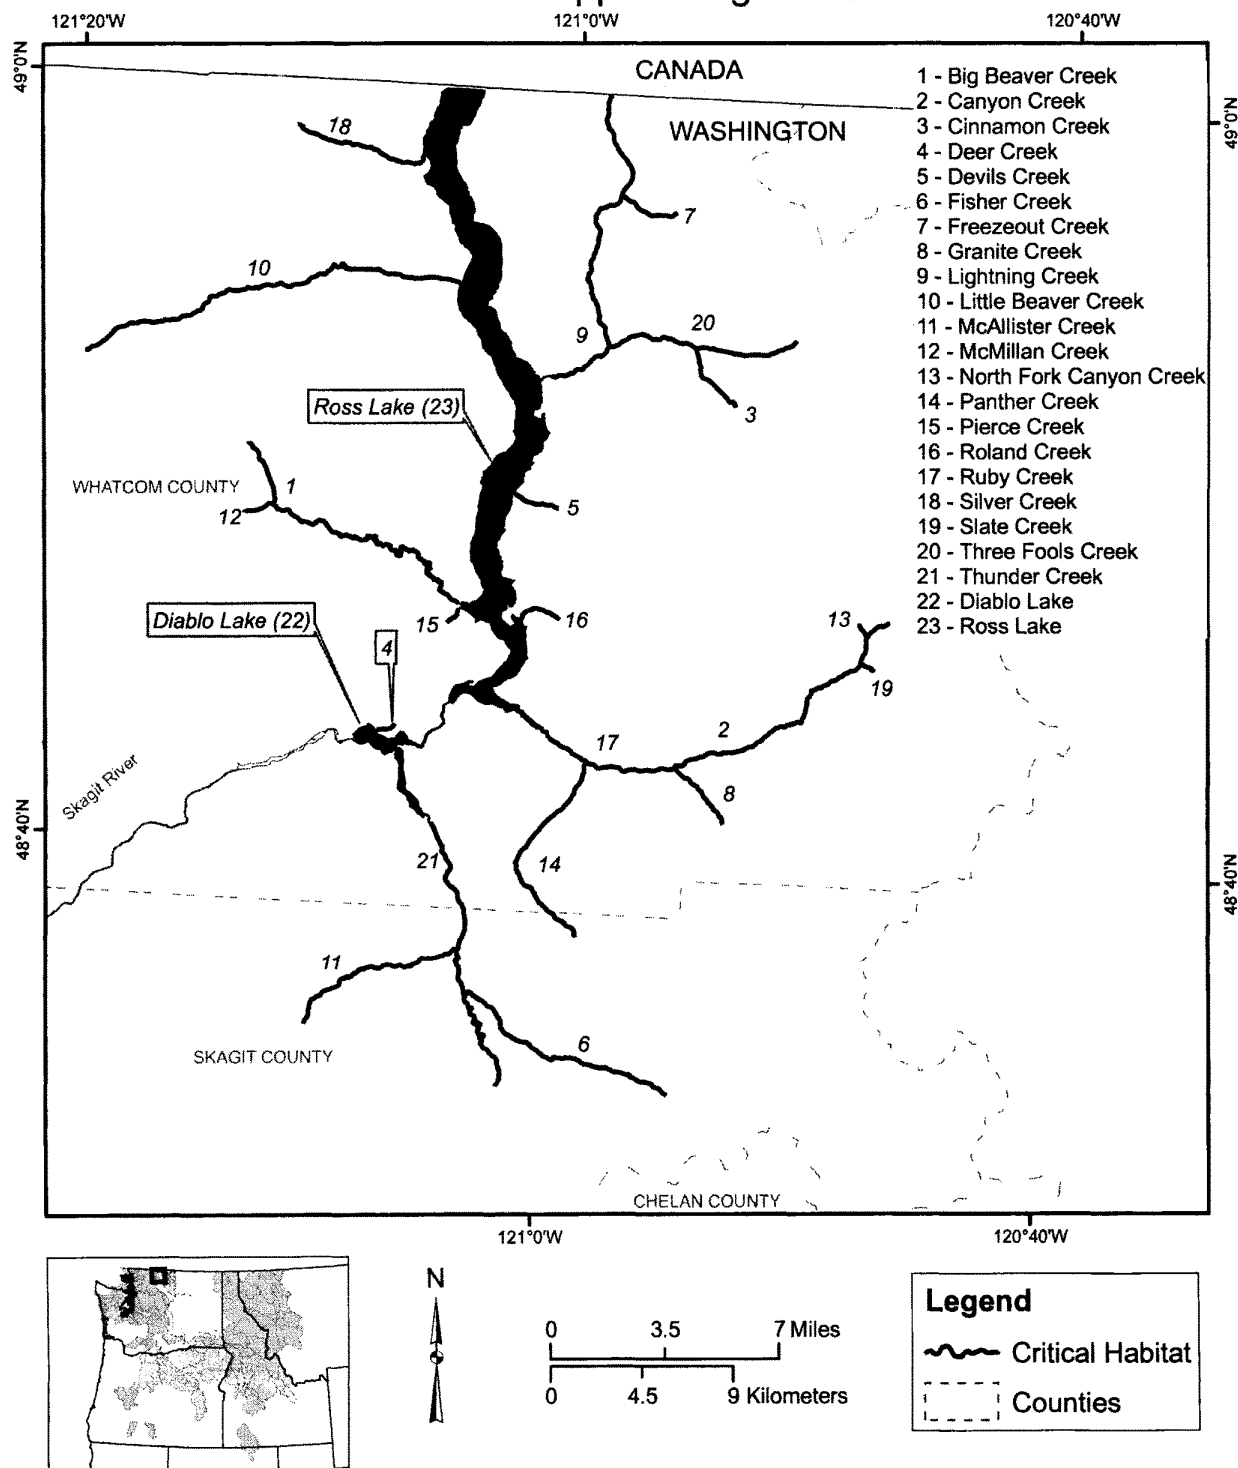 121°20'W 121°0'W 120°40'W
49°0'N
49°0'N
CANADA
WASHINGTON
1 - Big Beaver Creek
2 - Canyon Creek
3 - Cinnamon Creek
4 - Deer Creek
5 - Devils Creek
6 - Fisher Creek
7 - Freezeout Creek
8 - Granite Creek
9 - Lightning Creek
10 - Little Beaver Creek
11 - McAllister Creek
12 - McMillan Creek
13 - North Fork Canyon Creek
14 - Panther Creek
15 - Pierce Creek
16 - Roland Creek
17 - Ruby Creek
18 - Silver Creek
19 - Slate Creek
20 - Three Fools Creek
21 - Thunder Creek
22 - Diablo Lake
23 - Ross Lake
18
7
10
9
20
3
Ross Lake (23)
WHATCOM COUNTY
1
12
5
Diablo Lake (22)
15
16
4
13
19
17
2
8
Skagit River
48°40'N
48°40'N
21
14
11
6
SKAGIT COUNTY
CHELAN COUNTY
121°0'W 120°40'W
N
0 3.5 7 Miles
0 4.5 9 Kilometers
Legend
Critical Habitat
Counties